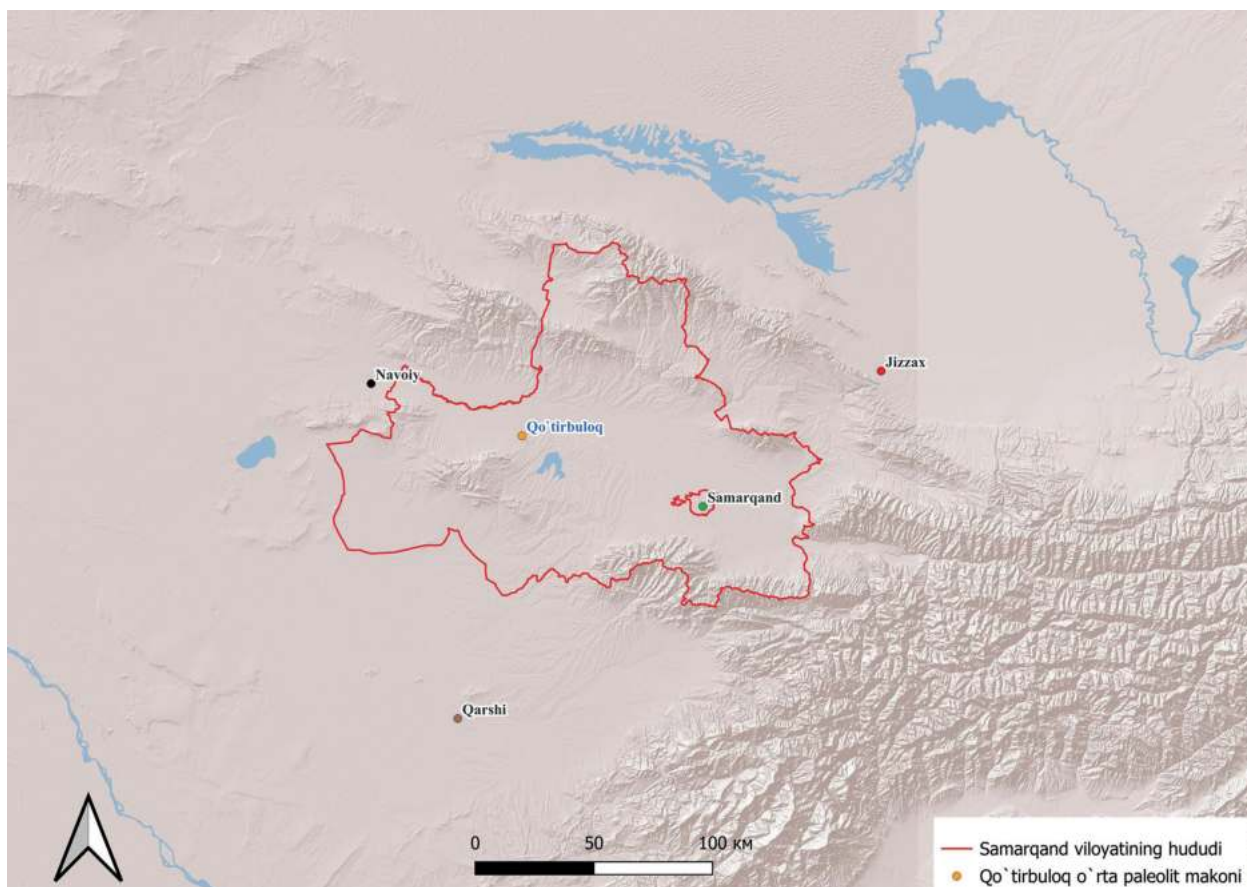 Jizzax
Navoiy
Qo`tirbuloq
Samarqand
Qarshi
0 50 100 км
Samarqand viloyatining hududi
Qo`tirbuloq o`rta paleolit makoni